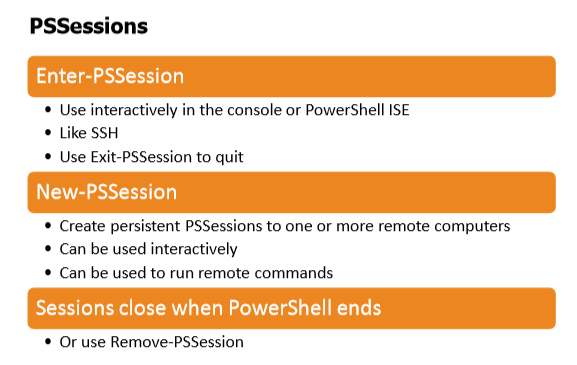 PSSessions
Enter-PSSession
• Use interactively in the console or PowerShell ISE
• Like SSH
• Use Exit-PSSession to quit
New-PSSession
• Create persistent PSSessions to one or more remote computers
• Can be used interactively
• Can be used to run remote commands
Sessions close when PowerShell ends
• Or use Remove-PSSession